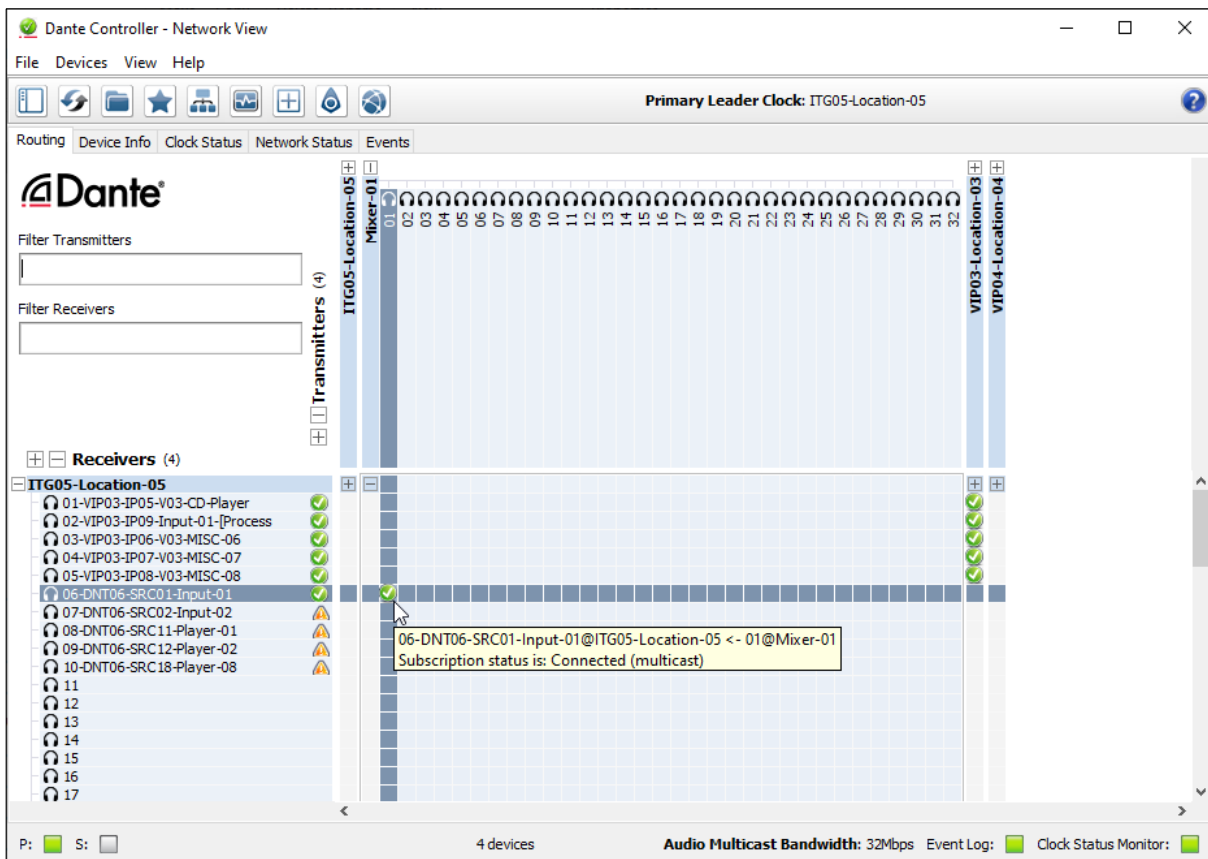 Dante Controller - Network View
File Devices View Help
Primary Leader Clock: ITG05-Location-05
Routing Device Info Clock Status Network Status Events
Dante®
Filter Transmitters
Filter Receivers
Transmitters (4)
ITG05-Location-05
Mixer-01
01 02 03 04 05 06 07 08 09 10 11 12 13 14 15 16 17 18 19 20 21 22 23 24 25 26 27 28 29 30 31 32
VIP03-Location-03
VIP04-Location-04
Receivers (4)
ITG05-Location-05
01-VIP03-IP05-V03-CD-Player
02-VIP03-IP09-Input-01-[Process
03-VIP03-IP06-V03-MISC-06
04-VIP03-IP07-V03-MISC-07
05-VIP03-IP08-V03-MISC-08
06-DNT06-SRC01-Input-01
07-DNT06-SRC02-Input-02
08-DNT06-SRC11-Player-01
09-DNT06-SRC12-Player-02
10-DNT06-SRC18-Player-08
11
12
13
14
15
16
17
06-DNT06-SRC01-Input-01@ITG05-Location-05 <- 01@Mixer-01
Subscription status is: Connected (multicast)
P: S: 4 devices Audio Multicast Bandwidth: 32Mbps Event Log: Clock Status Monitor: